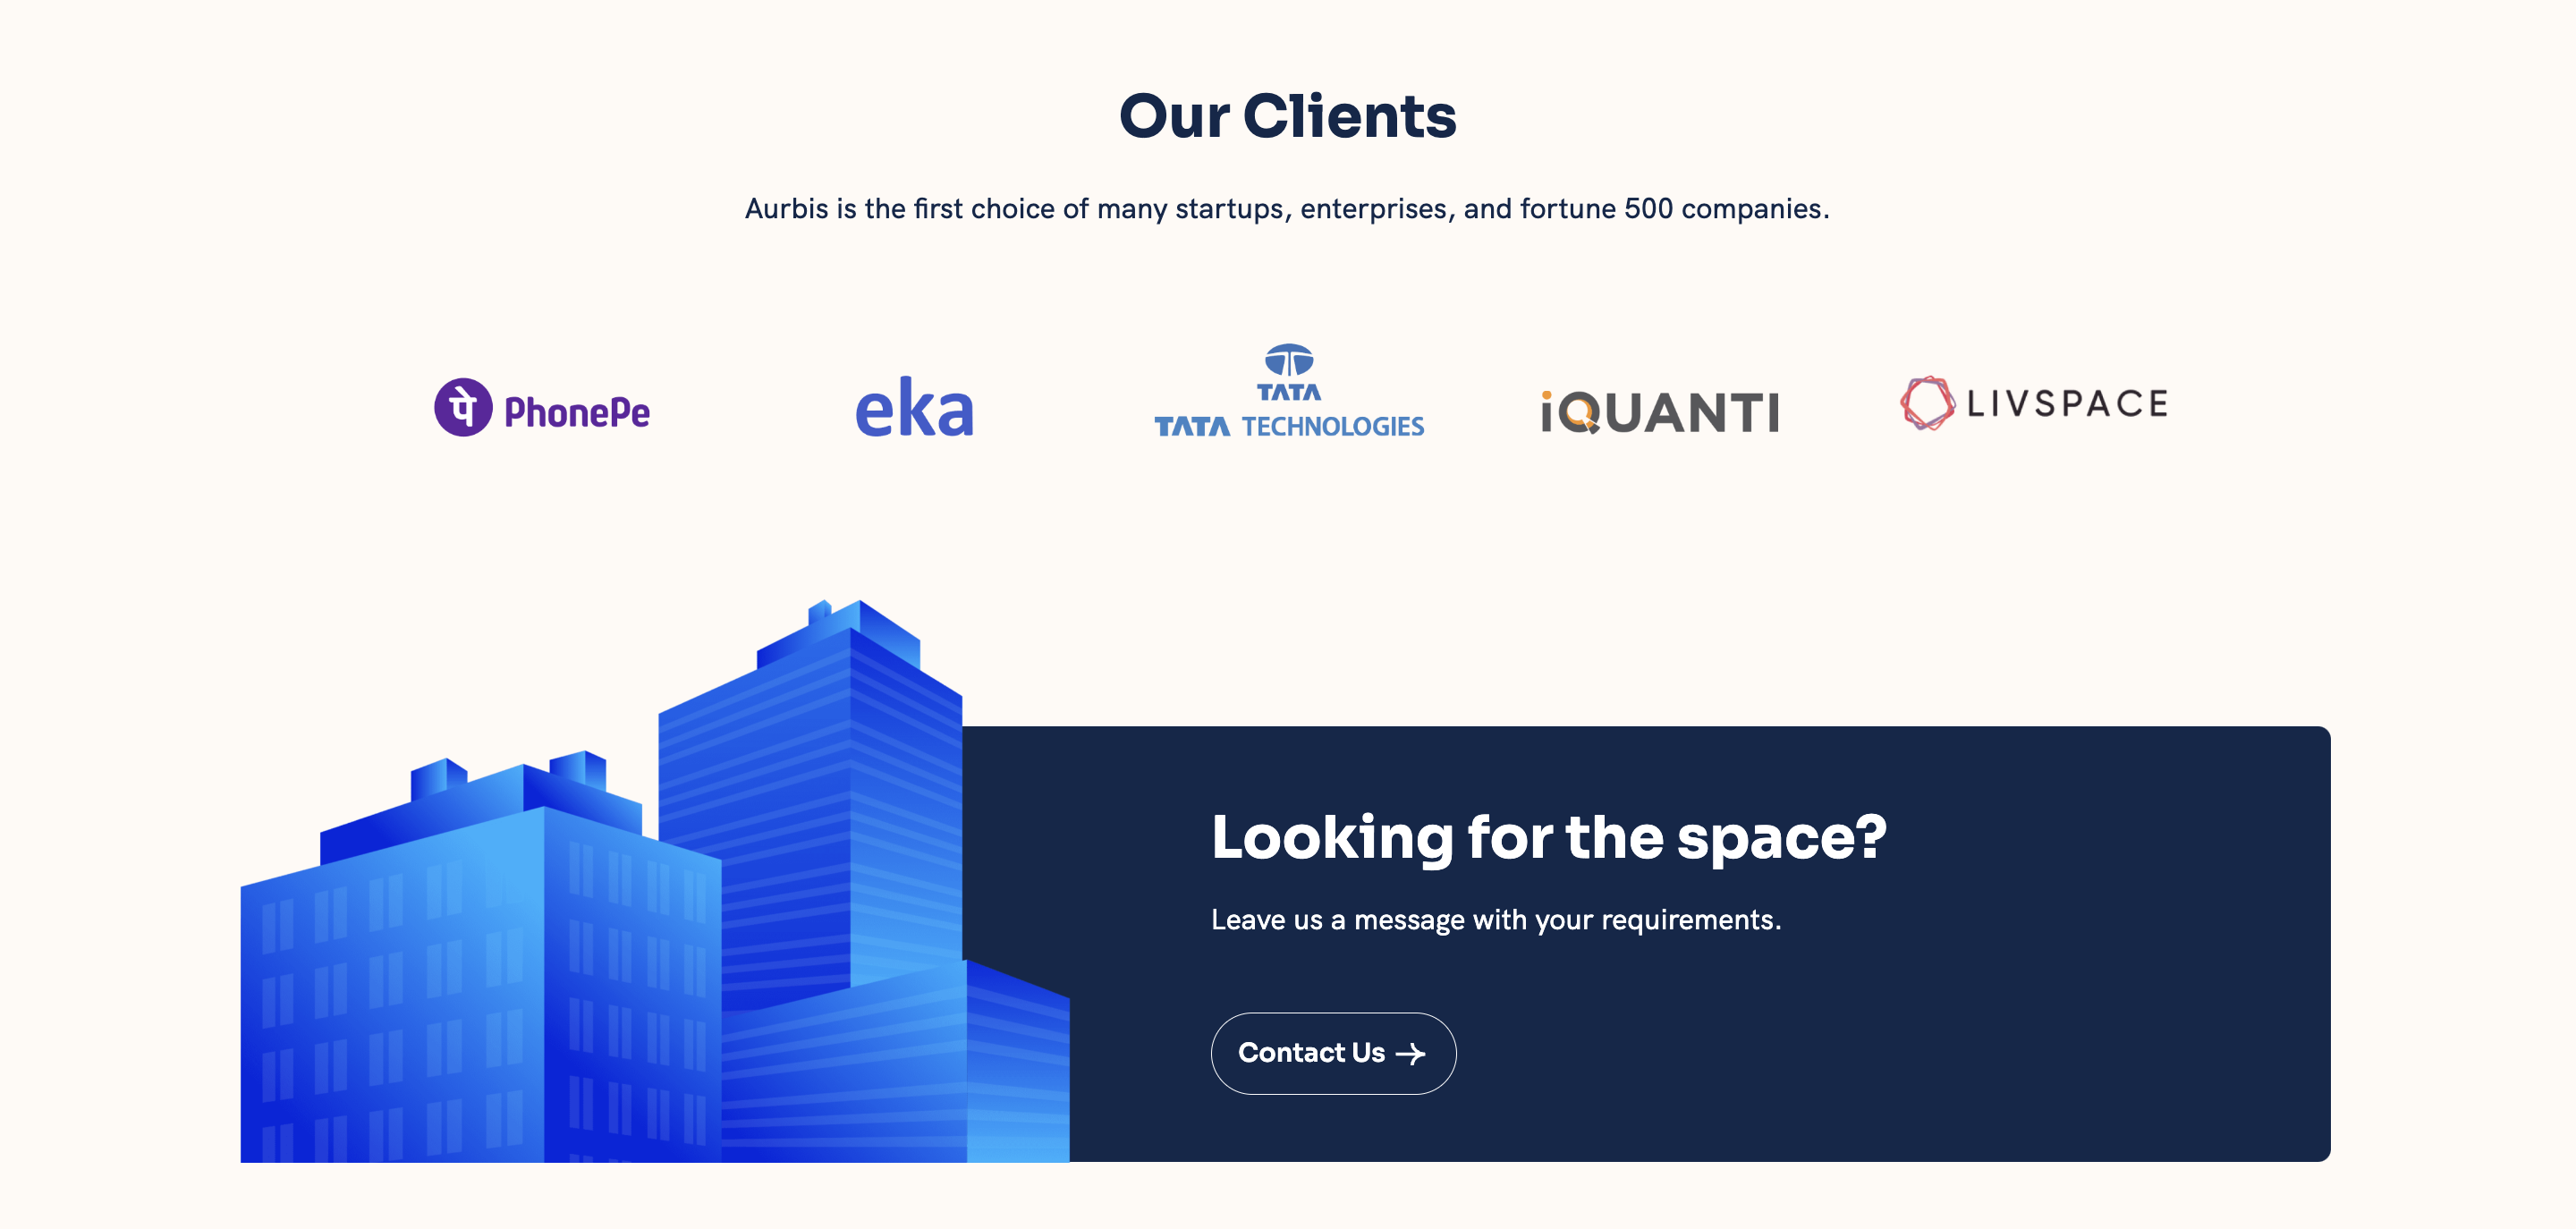 Our Clients
Aurbis is the first choice of many startups, enterprises, and fortune 500 companies.
पे PhonePe
eka
TATA
TATA TECHNOLOGIES
iQUANTI
LIVSPACE
Looking for the space?
Leave us a message with your requirements.
Contact Us